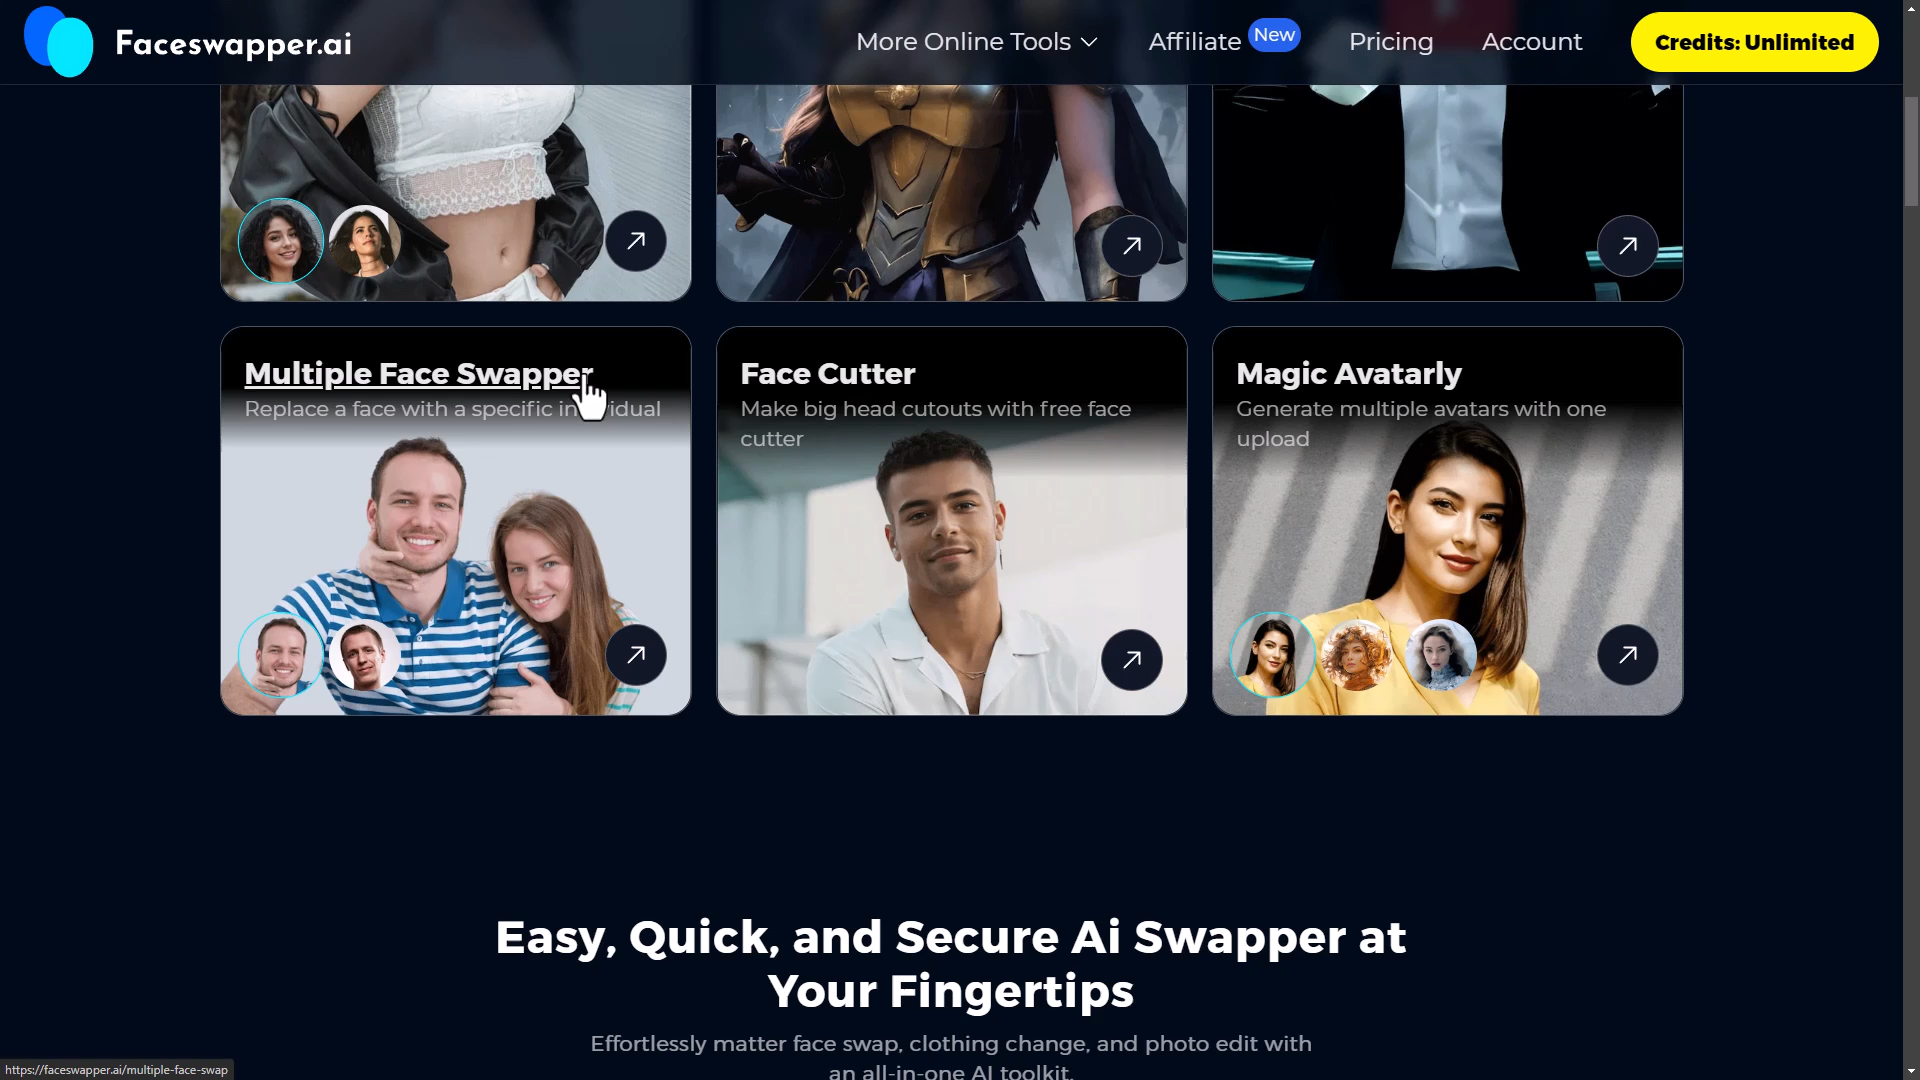 Faceswapper.ai
More Online Tools
Affiliate
New
Pricing
Account
Credits: Unlimited
Multiple Face Swapper
Replace a face with a specific in   idual
Face Cutter
Make big head cutouts with free face
cutter
Magic Avatarly
Generate multiple avatars with one
upload
Easy, Quick, and Secure Ai Swapper at
Your Fingertips
Effortlessly matter face swap, clothing change, and photo edit with
an all-in-one AI toolkit.
https://faceswapper.ai/multiple-face-swap